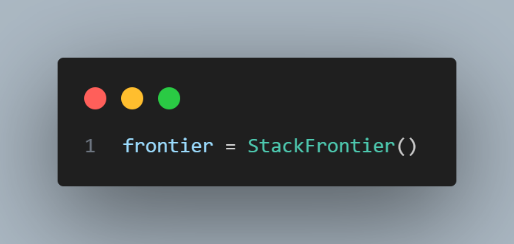 1 frontier = StackFrontier()